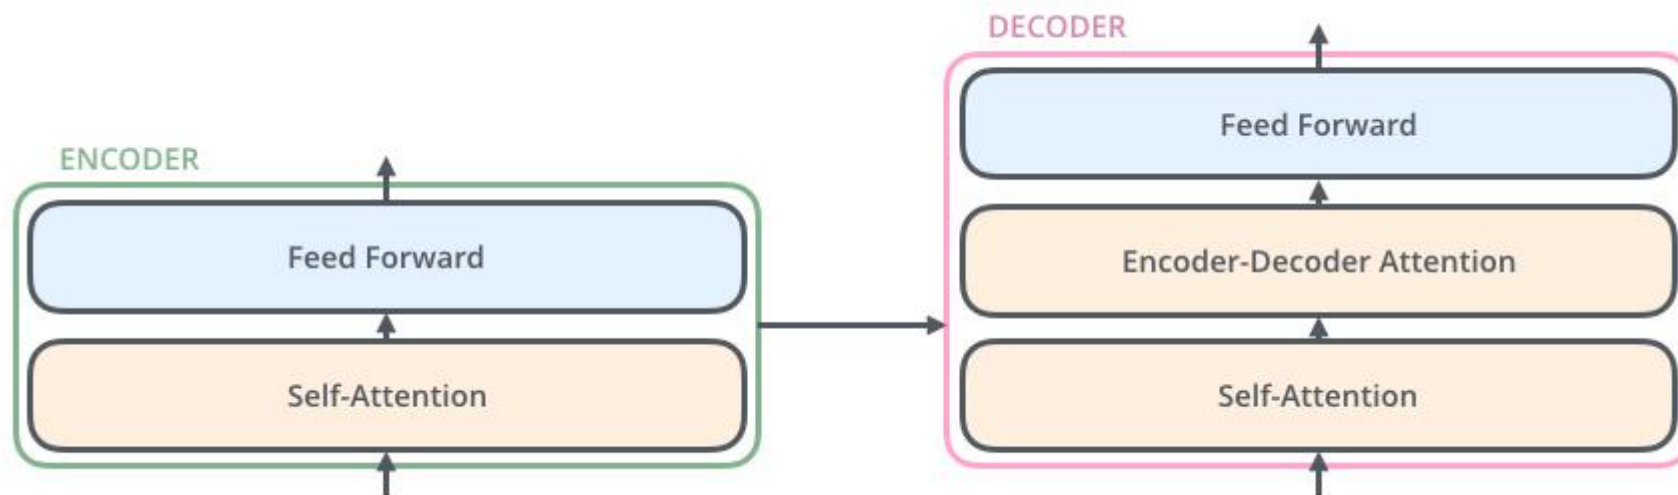 ENCODER
Feed Forward
Self-Attention
DECODER
Feed Forward
Encoder-Decoder Attention
Self-Attention